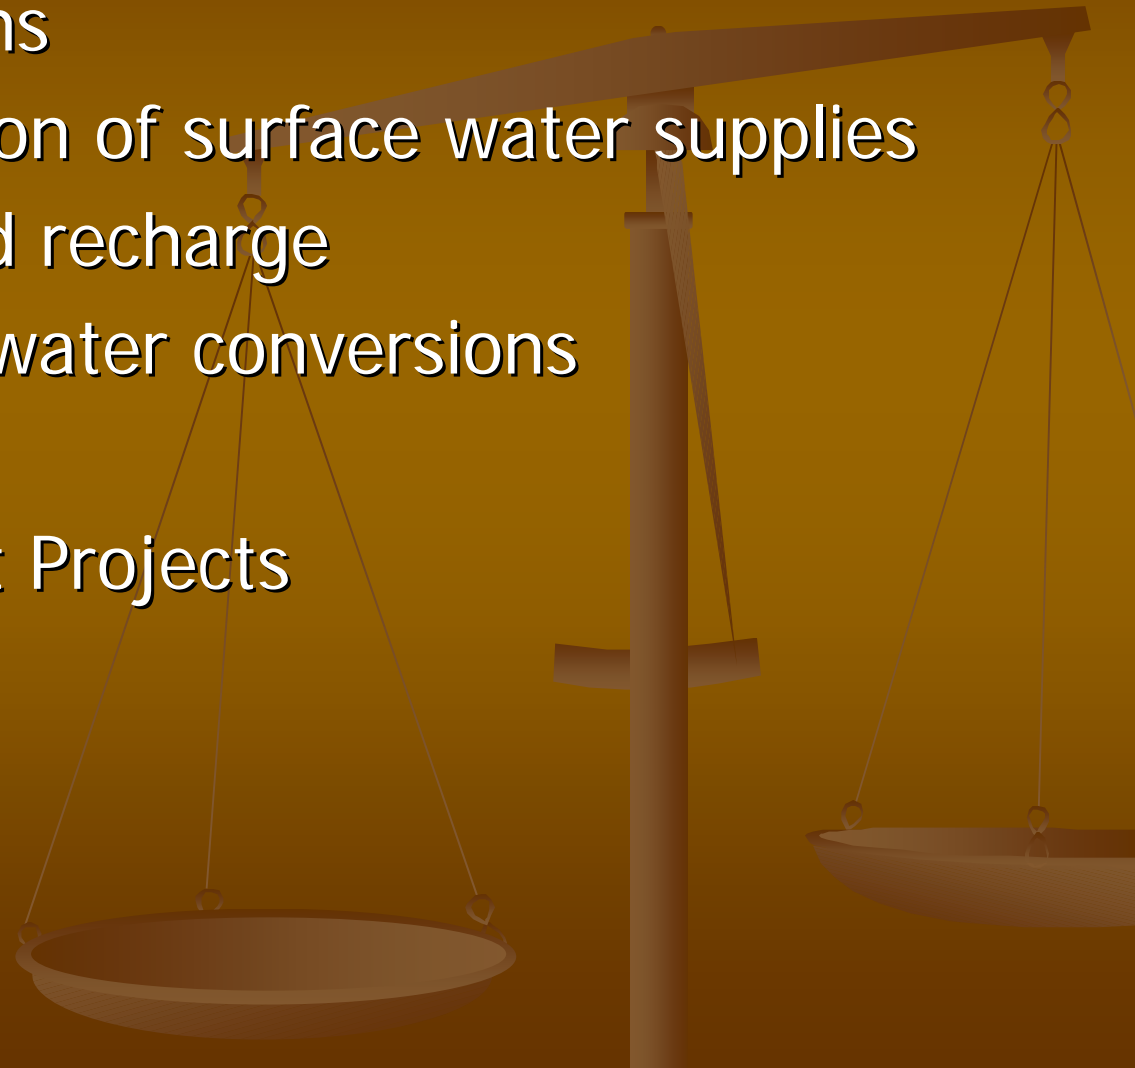 ns
on of surface water supplies
d recharge
water conversions
t Projects